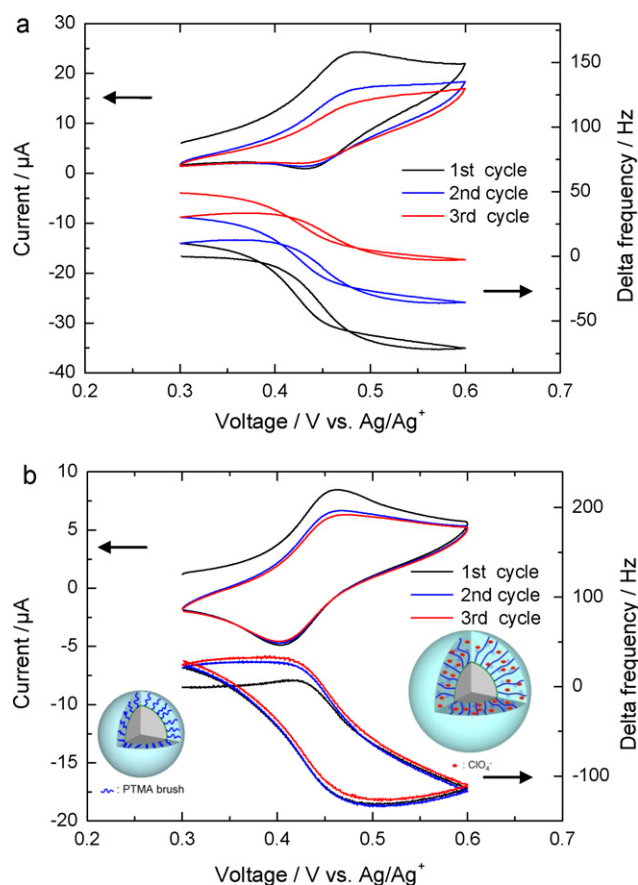 a
30
20
10
0
-10
-20
-30
-40
Current / μA
150
100
50
0
-50
Delta frequency / Hz
1st cycle
2nd cycle
3rd cycle
0.2 0.3 0.4 0.5 0.6 0.7
Voltage / V vs. Ag/Ag+
b
10
5
0
-5
-10
-15
-20
Current /μA
200
100
0
-100
Delta frequency / Hz
1st cycle
2nd cycle
3rd cycle
: PTMA brush
: ClO4-
0.2 0.3 0.4 0.5 0.6 0.7
Voltage / V vs. Ag/Ag+